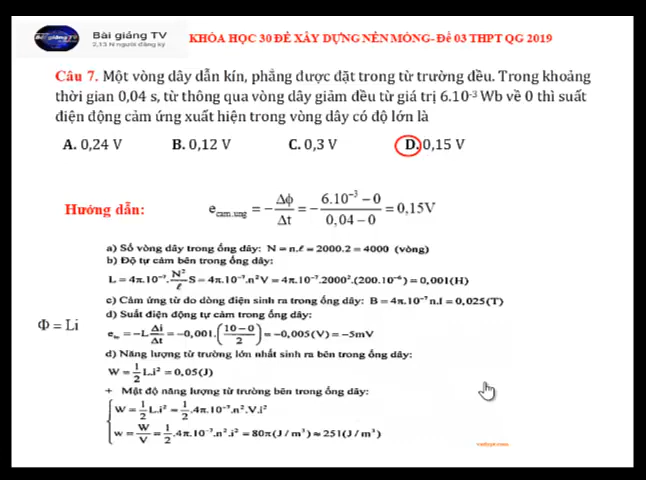 Bài giảng TV
Bài giảng TV
2,13 N người đăng ký
KHÓA HỌC 30 ĐỀ XÂY DỰNG NỀN MÓNG- Đề 03 THPT QG 2019
Câu 7. Một vòng dây dẫn kín, phẳng được đặt trong từ trường đều. Trong khoảng
thời gian 0,04 s, từ thông qua vòng dây giảm đều từ giá trị 6.10⁻³ Wb về 0 thì suất
điện động cảm ứng xuất hiện trong vòng dây có độ lớn là
A. 0,24 V B. 0,12 V C. 0,3 V D. 0,15 V
Hướng dẫn: e_cam.ung = −Δϕ/Δt = −(6.10⁻³ − 0)/(0,04 − 0) = 0,15V
a) Số vòng dây trong ống dây: N = n.ℓ = 2000.2 = 4000 (vòng)
b) Độ tự cảm bên trong ống dây:
L = 4π.10⁻⁷.N²/ℓ S = 4π.10⁻⁷.n²V = 4π.10⁻⁷.2000².(200.10⁻⁶) = 0,001(H)
c) Cảm ứng từ do dòng điện sinh ra trong ống dây: B = 4π.10⁻⁷n.I = 0,025(T)
d) Suất điện động tự cảm trong ống dây:
Φ = Li
e_tc = −L Δi/Δt = −0,001.((10−0)/2) = −0,005(V) = −5mV
d) Năng lượng từ trường lớn nhất sinh ra bên trong ống dây:
W = 1/2 L.i² = 0,05(J)
+ Mật độ năng lượng từ trường bên trong ống dây:
W = 1/2 L.i² = 1/2.4π.10⁻⁷.n².V.i²
w = W/V = 1/2.4π.10⁻⁷.n².i² = 80π(J/m³) ≈ 251(J/m³)